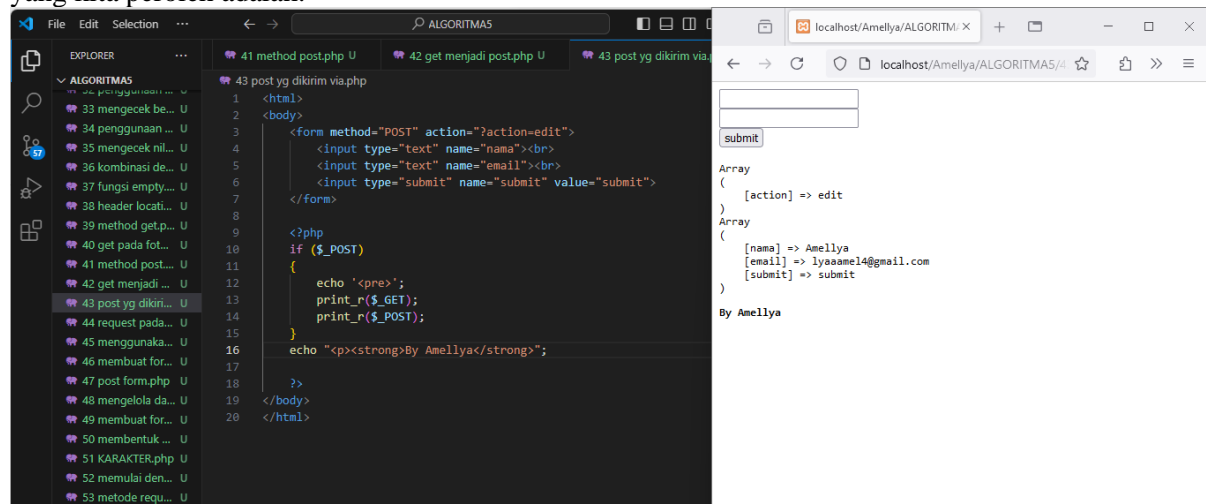 yang kita peroleh adalah:
File Edit Selection ··· ALGORITMA5
EXPLORER ···
ALGORITMA5
32 penggunaan ... U
33 mengecek be... U
34 penggunaan ... U
35 mengecek nil... U
36 kombinasi de... U
37 fungsi empty.... U
38 header locati... U
39 method get.p... U
40 get pada fot... U
41 method post.... U
42 get menjadi ... U
43 post yg dikiri... U
44 request pada... U
45 menggunaka... U
46 membuat for... U
47 post form.php U
48 mengelola da... U
49 membuat for... U
50 membentuk ... U
51 KARAKTER.php U
52 memulai den... U
53 metode requ... U
57
41 method post.php U 42 get menjadi post.php U 43 post yg dikirim via.p
43 post yg dikirim via.php
1 <html>
2 <body>
3 <form method="POST" action="?action=edit">
4 <input type="text" name="nama"><br>
5 <input type="text" name="email"><br>
6 <input type="submit" name="submit" value="submit">
7 </form>
8
9 <?php
10 if ($_POST)
11 {
12 echo '<pre>';
13 print_r($_GET);
14 print_r($_POST);
15 }
16 echo "<p><strong>By Amellya</strong>";
17
18 ?>
19 </body>
20 </html>
localhost/Amellya/ALGORITMA
localhost/Amellya/ALGORITMA5/4
submit
Array
(
[action] => edit
)
Array
(
[nama] => Amellya
[email] => lyaaamel4@gmail.com
[submit] => submit
)
By Amellya